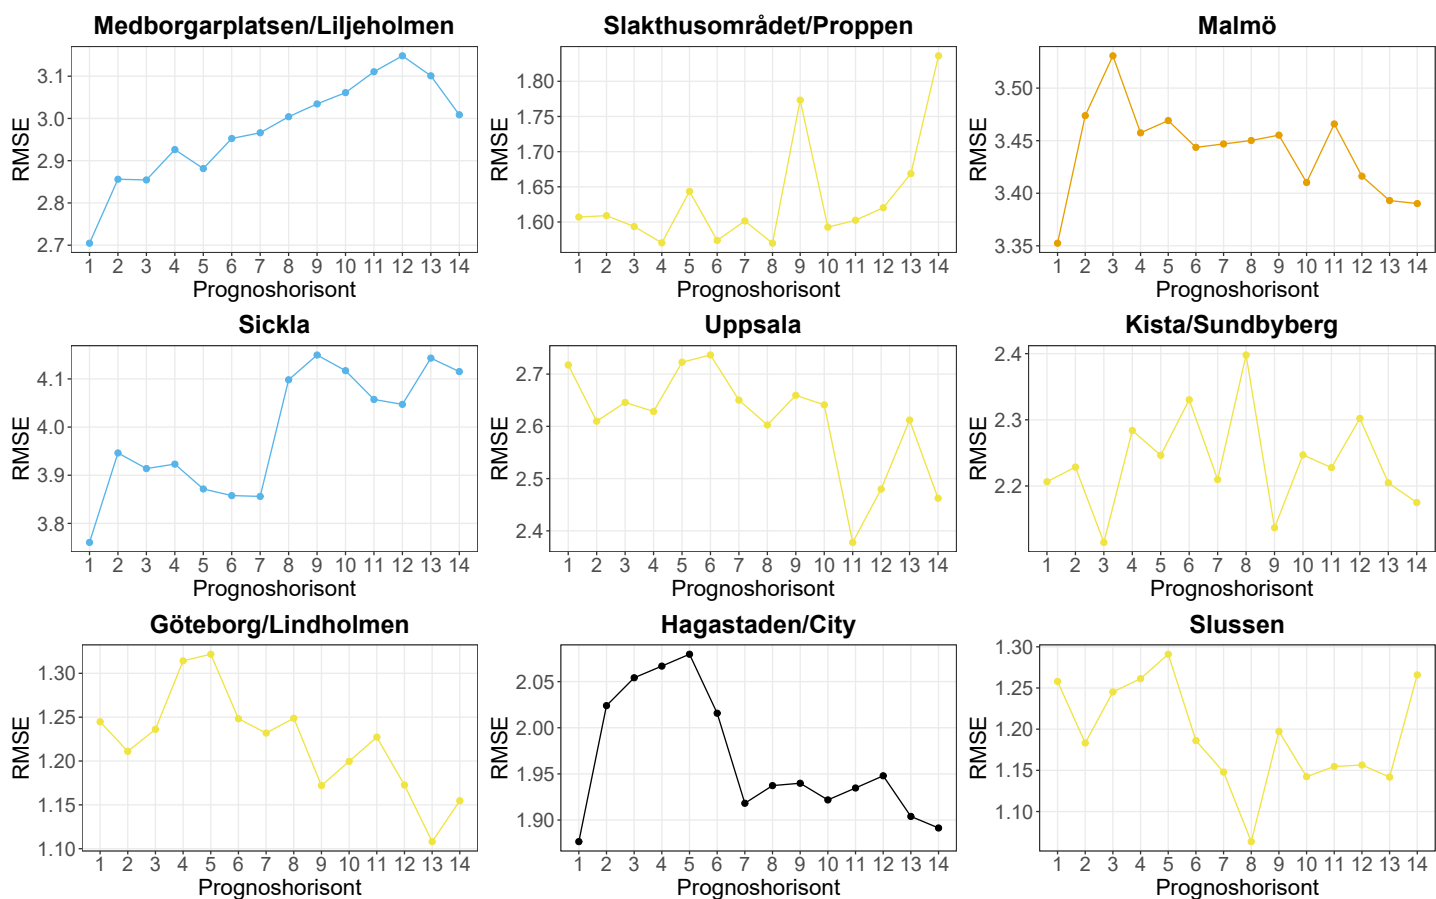 Medborgarplatsen/Liljeholmen
RMSE
3.1
3.0
2.9
2.8
2.7
1 2 3 4 5 6 7 8 9 10 11 12 13 14
Prognoshorisont
Slakthusområdet/Proppen
RMSE
1.80
1.75
1.70
1.65
1.60
1 2 3 4 5 6 7 8 9 10 11 12 13 14
Prognoshorisont
Malmö
RMSE
3.50
3.45
3.40
3.35
1 2 3 4 5 6 7 8 9 10 11 12 13 14
Prognoshorisont
Sickla
RMSE
4.1
4.0
3.9
3.8
1 2 3 4 5 6 7 8 9 10 11 12 13 14
Prognoshorisont
Uppsala
RMSE
2.7
2.6
2.5
2.4
1 2 3 4 5 6 7 8 9 10 11 12 13 14
Prognoshorisont
Kista/Sundbyberg
RMSE
2.4
2.3
2.2
1 2 3 4 5 6 7 8 9 10 11 12 13 14
Prognoshorisont
Göteborg/Lindholmen
RMSE
1.30
1.25
1.20
1.15
1.10
1 2 3 4 5 6 7 8 9 10 11 12 13 14
Prognoshorisont
Hagastaden/City
RMSE
2.05
2.00
1.95
1.90
1 2 3 4 5 6 7 8 9 10 11 12 13 14
Prognoshorisont
Slussen
RMSE
1.30
1.25
1.20
1.15
1.10
1 2 3 4 5 6 7 8 9 10 11 12 13 14
Prognoshorisont